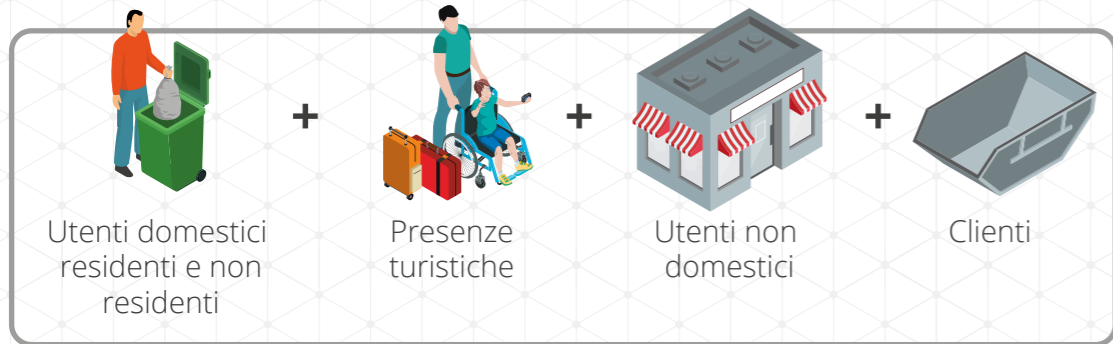 Utenti domestici
residenti e non
residenti
+
Presenze
turistiche
+
Utenti non
domestici
+
Clienti